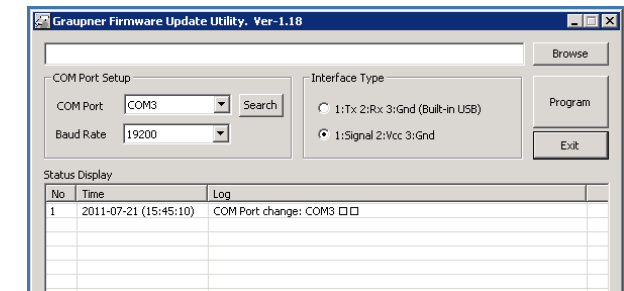 Graupner Firmware Update Utility. Ver-1.18
Browse
COM Port Setup
COM Port COM3 Search
Baud Rate 19200
Interface Type
1:Tx 2:Rx 3:Gnd (Built-in USB)
1:Signal 2:Vcc 3:Gnd
Program
Exit
Status Display
No Time Log
1 2011-07-21 (15:45:10) COM Port change: COM3 □□